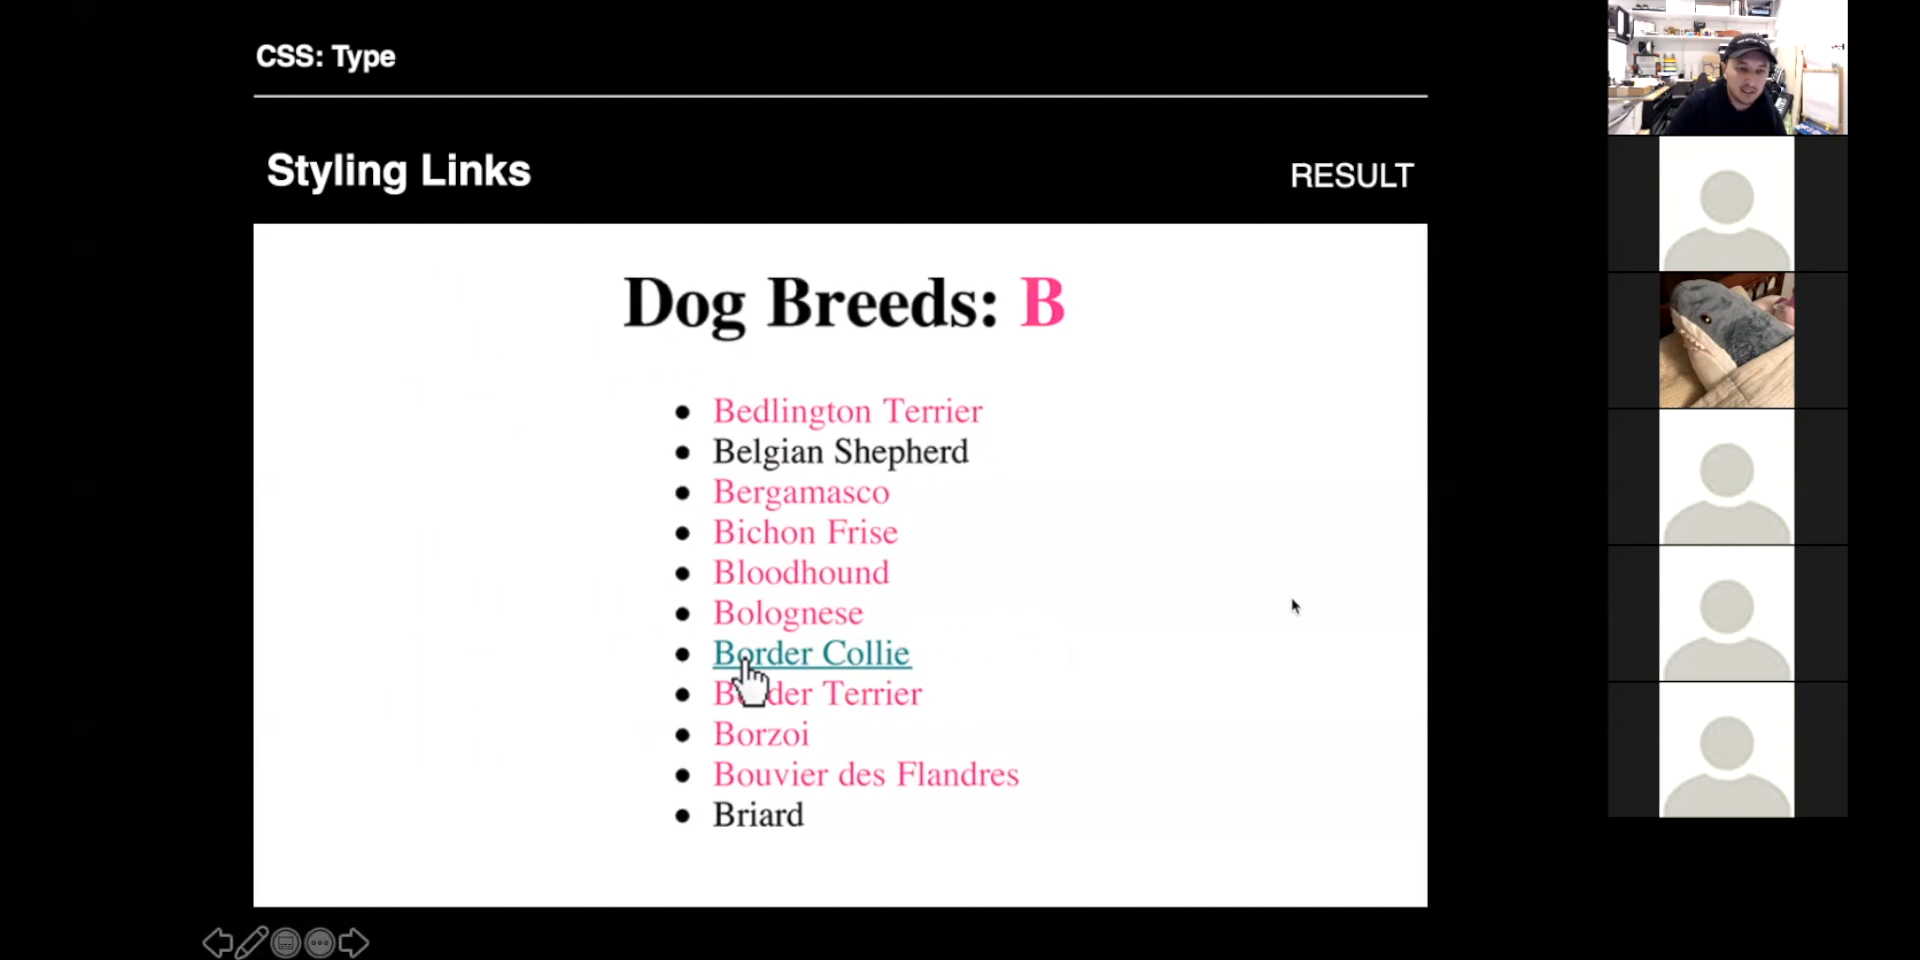 CSS: Type
Styling Links
RESULT
Dog Breeds: B
Bedlington Terrier
Belgian Shepherd
Bergamasco
Bichon Frise
Bloodhound
Bolognese
Border Collie
Border Terrier
Borzoi
Bouvier des Flandres
Briard